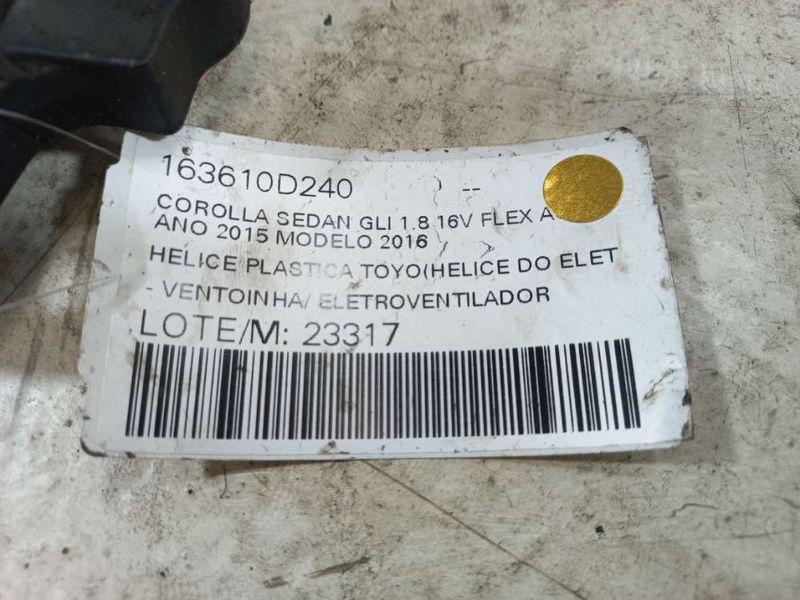 163610D240 --
COROLLA SEDAN GLI 1.8 16V FLEX A
ANO 2015 MODELO 2016
HELICE PLASTICA TOYO(HELICE DO ELET
- VENTOINHA/ ELETROVENTILADOR
LOTE/M: 23317